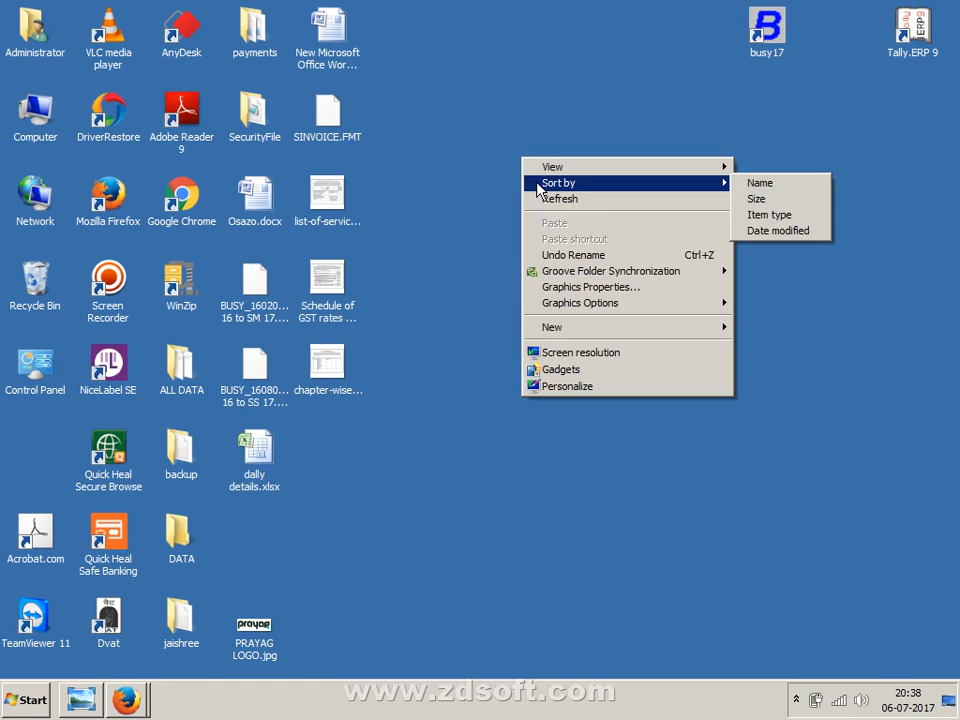 Administrator
VLC media
player
AnyDesk
payments
New Microsoft
Office Wor...
busy17
Tally.ERP 9
Computer
DriverRestore
Adobe Reader
9
SecurityFile
SINVOICE.FMT
Network
Mozilla Firefox
Google Chrome
Osazo.docx
list-of-servic...
Recycle Bin
Screen
Recorder
WinZip
BUSY_16020...
16 to SM 17....
Schedule of
GST rates ...
Control Panel
NiceLabel SE
ALL DATA
BUSY_16080...
16 to SS 17....
chapter-wise...
Quick Heal
Secure Browse
backup
dally
details.xlsx
Acrobat.com
Quick Heal
Safe Banking
DATA
TeamViewer 11
Dvat
jaishree
prayag
PRAYAG
LOGO.jpg
View
Sort by
Refresh
Paste
Paste shortcut
Undo Rename Ctrl+Z
Groove Folder Synchronization
Graphics Properties...
Graphics Options
New
Screen resolution
Gadgets
Personalize
Name
Size
Item type
Date modified
Start
www.zdsoft.com
20:38
06-07-2017